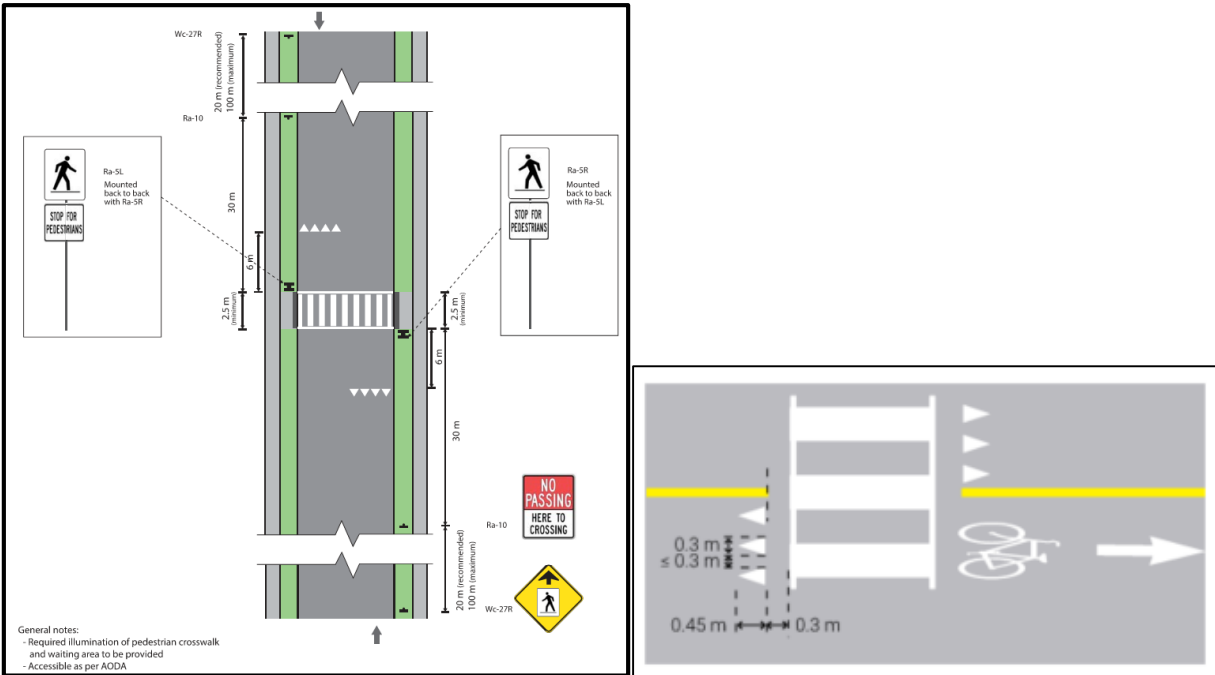 Wc-27R
20 m (recommended)
100 m (maximum)
Ra-10
30 m
Ra-5L
Mounted
back to back
with Ra-5R
STOP FOR
PEDESTRIANS
6 m
2.5 m
(minimum)
Ra-5R
Mounted
back to back
with Ra-5L
STOP FOR
PEDESTRIANS
2.5 m
(minimum)
6 m
30 m
NO
PASSING
HERE TO
CROSSING
Ra-10
20 m (recommended)
100 m (maximum)
Wc-27R
General notes:
- Required illumination of pedestrian crosswalk
and waiting area to be provided
- Accessible as per AODA
0.3 m
≤ 0.3 m
0.45 m
0.3 m